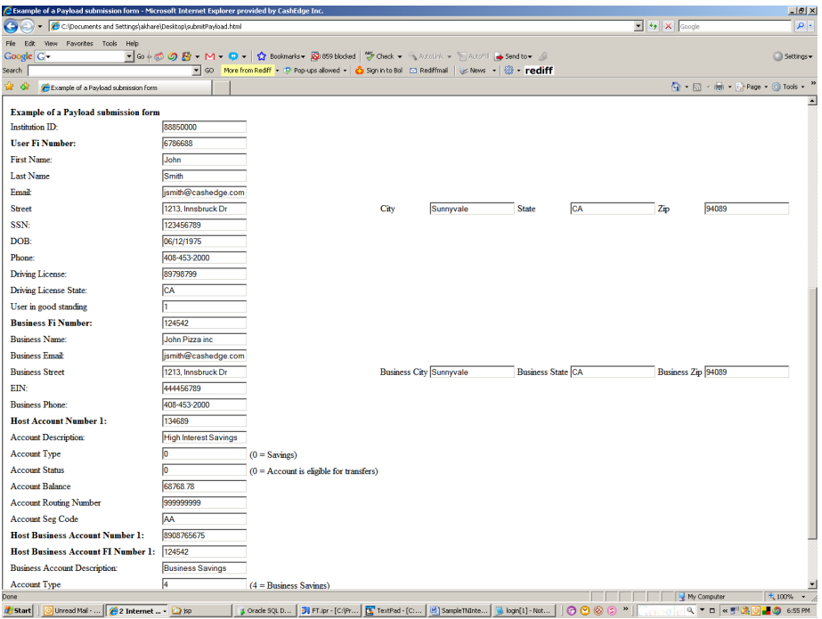 Example of a Payload submission form - Microsoft Internet Explorer provided by CashEdge Inc.
C:\Documents and Settings\akhare\Desktop\submitPayload.html
Google
File Edit View Favorites Tools Help
Google G Go Bookmarks 859 blocked Check AutoLink AutoFill Send to Settings
Search GO More from Rediff Pop-ups allowed Sign in to Bol Rediffmail News rediff
Example of a Payload submission form Page Tools
Example of a Payload submission form
Institution ID: 88850000
User Fi Number: 6786688
First Name: John
Last Name Smith
Email: jsmith@cashedge.com
Street 1213, Innsbruck Dr City Sunnyvale State CA Zip 94089
SSN: 123456789
DOB: 06/12/1975
Phone: 408-453-2000
Driving License: 89798799
Driving License State: CA
User in good standing 1
Business Fi Number: 124542
Business Name: John Pizza inc
Business Email: jsmith@cashedge.com
Business Street 1213, Innsbruck Dr Business City Sunnyvale Business State CA Business Zip 94089
EIN: 444456789
Business Phone: 408-453-2000
Host Account Number 1: 134689
Account Description: High Interest Savings
Account Type 0 (0 = Savings)
Account Status 0 (0 = Account is eligible for transfers)
Account Balance 68768.78
Account Routing Number 999999999
Account Seg Code AA
Host Business Account Number 1: 8908765675
Host Business Account FI Number 1: 124542
Business Account Description: Business Savings
Account Type 4 (4 = Business Savings)
Done My Computer 100%
Start Unread Mail - ... 2 Internet ... jsp Oracle SQL D... FT.ipr - [C:\Pr... TextPad - [C:... SampleTNInte... login[1] - Not... 6:55 PM